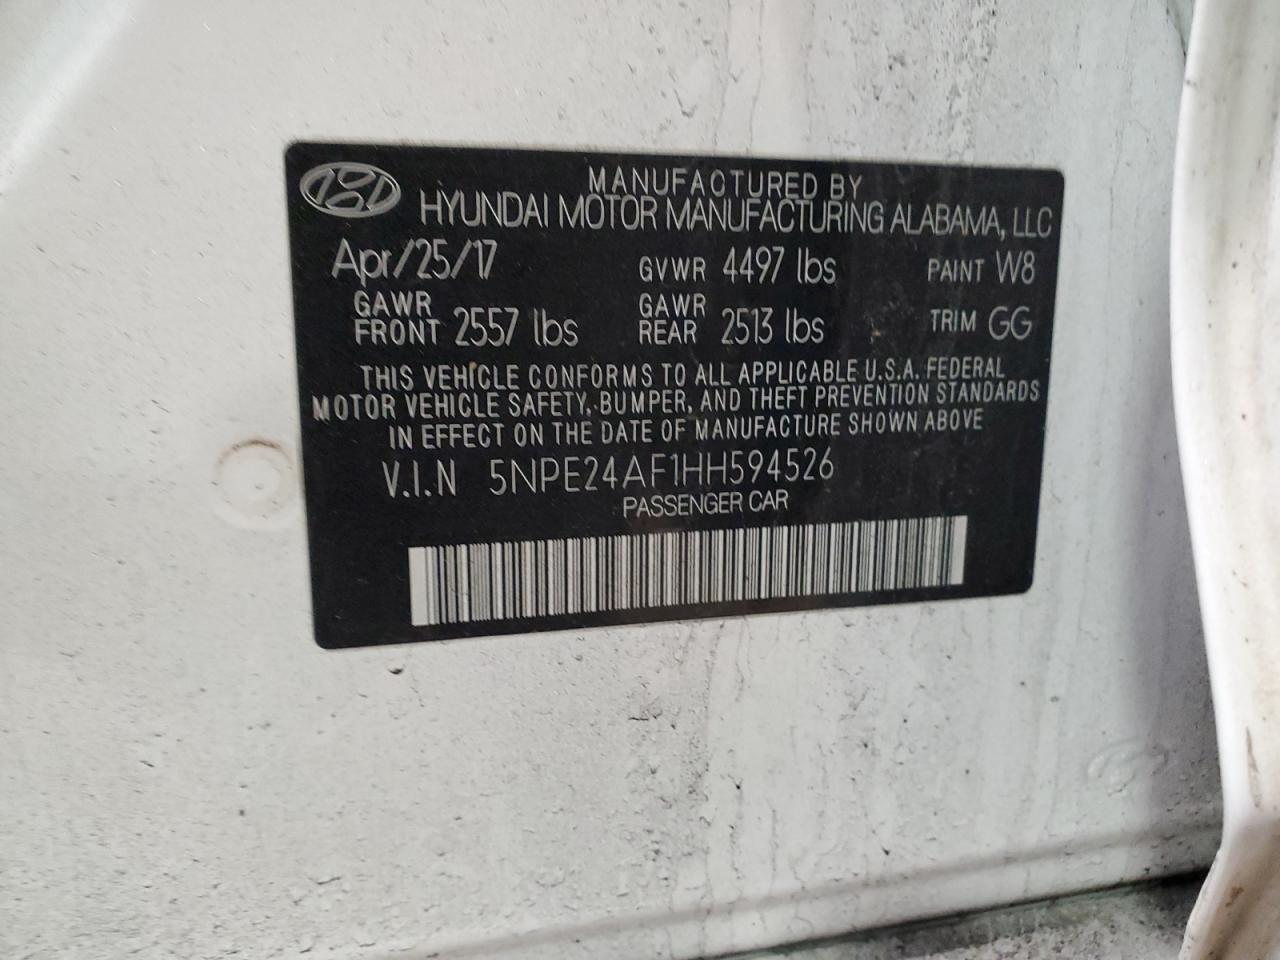 MANUFACTURED BY
HYUNDAI MOTOR MANUFACTURING ALABAMA, LLC
Apr/25/17 GVWR 4497 lbs PAINT W8
GAWR FRONT 2557 lbs GAWR REAR 2513 lbs TRIM GG
THIS VEHICLE CONFORMS TO ALL APPLICABLE U.S.A. FEDERAL
MOTOR VEHICLE SAFETY, BUMPER, AND THEFT PREVENTION STANDARDS
IN EFFECT ON THE DATE OF MANUFACTURE SHOWN ABOVE
V.I.N 5NPE24AF1HH594526
PASSENGER CAR